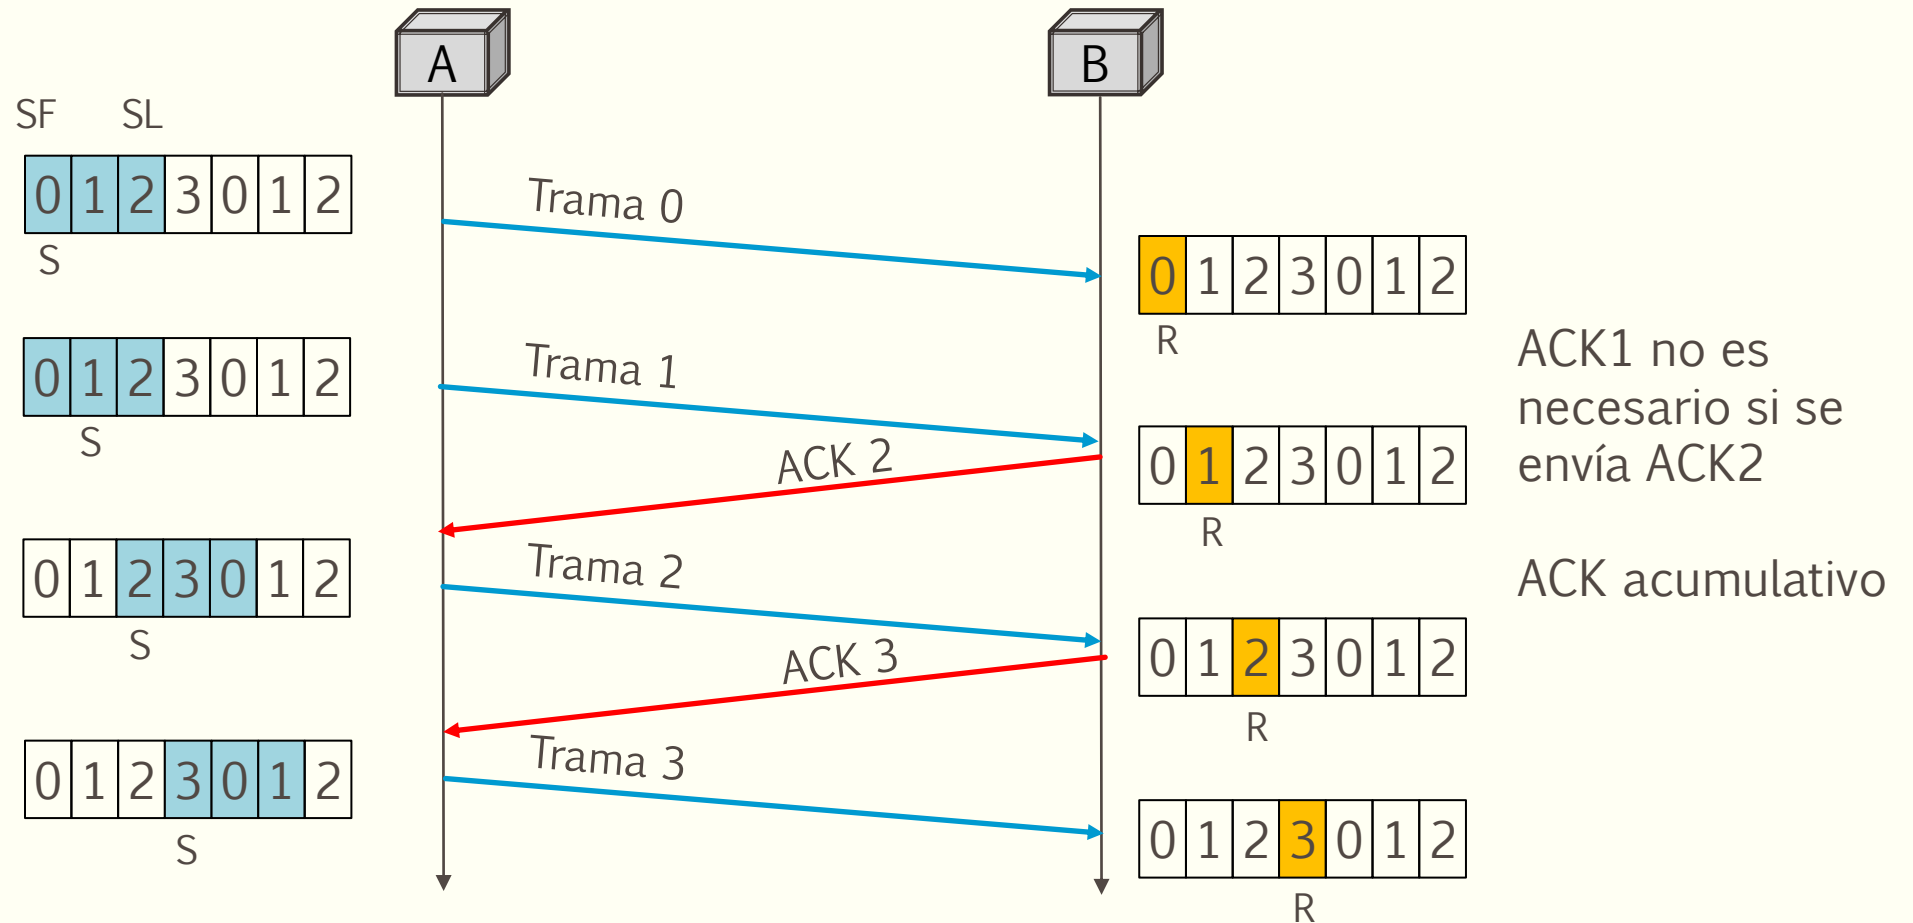 A
B
SF SL
0 1 2 3 0 1 2
S
Trama 0
0 1 2 3 0 1 2
R
0 1 2 3 0 1 2
S
Trama 1
ACK 2
0 1 2 3 0 1 2
R
ACK1 no es
necesario si se
envía ACK2
ACK acumulativo
0 1 2 3 0 1 2
S
Trama 2
ACK 3
0 1 2 3 0 1 2
R
0 1 2 3 0 1 2
S
Trama 3
0 1 2 3 0 1 2
R